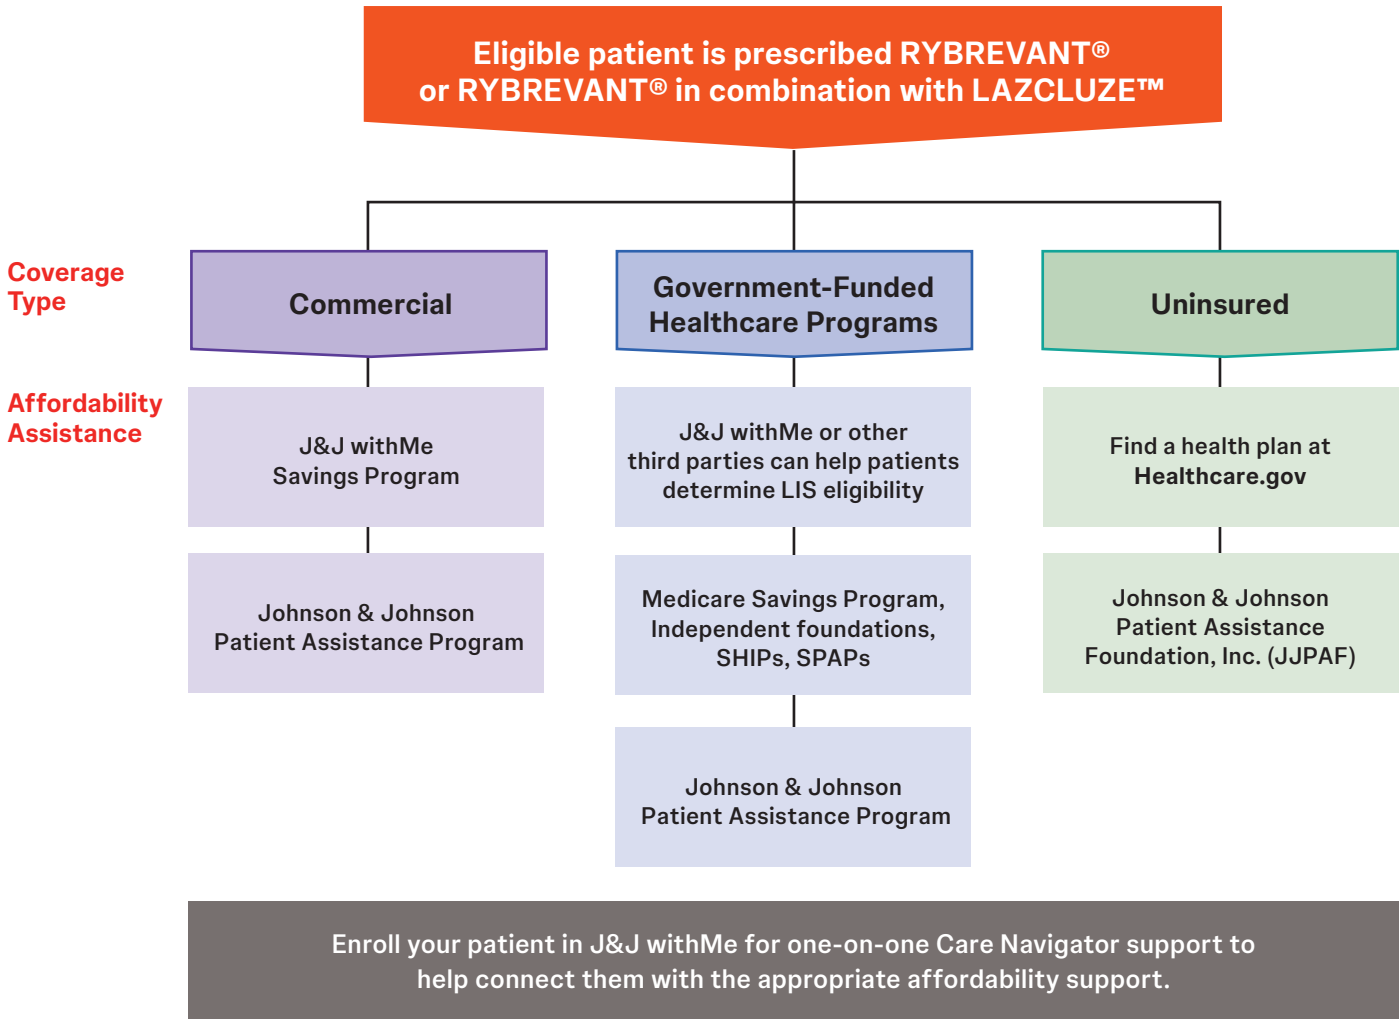 Eligible patient is prescribed RYBREVANT®
or RYBREVANT® in combination with LAZCLUZE™
Coverage
Type
Commercial
Government-Funded
Healthcare Programs
Uninsured
Affordability
Assistance
J&J withMe
Savings Program
J&J withMe or other
third parties can help patients
determine LIS eligibility
Find a health plan at
Healthcare.gov
Johnson & Johnson
Patient Assistance Program
Medicare Savings Program,
Independent foundations,
SHIPs, SPAPs
Johnson & Johnson
Patient Assistance
Foundation, Inc. (JJPAF)
Johnson & Johnson
Patient Assistance Program
Enroll your patient in J&J withMe for one-on-one Care Navigator support to
help connect them with the appropriate affordability support.